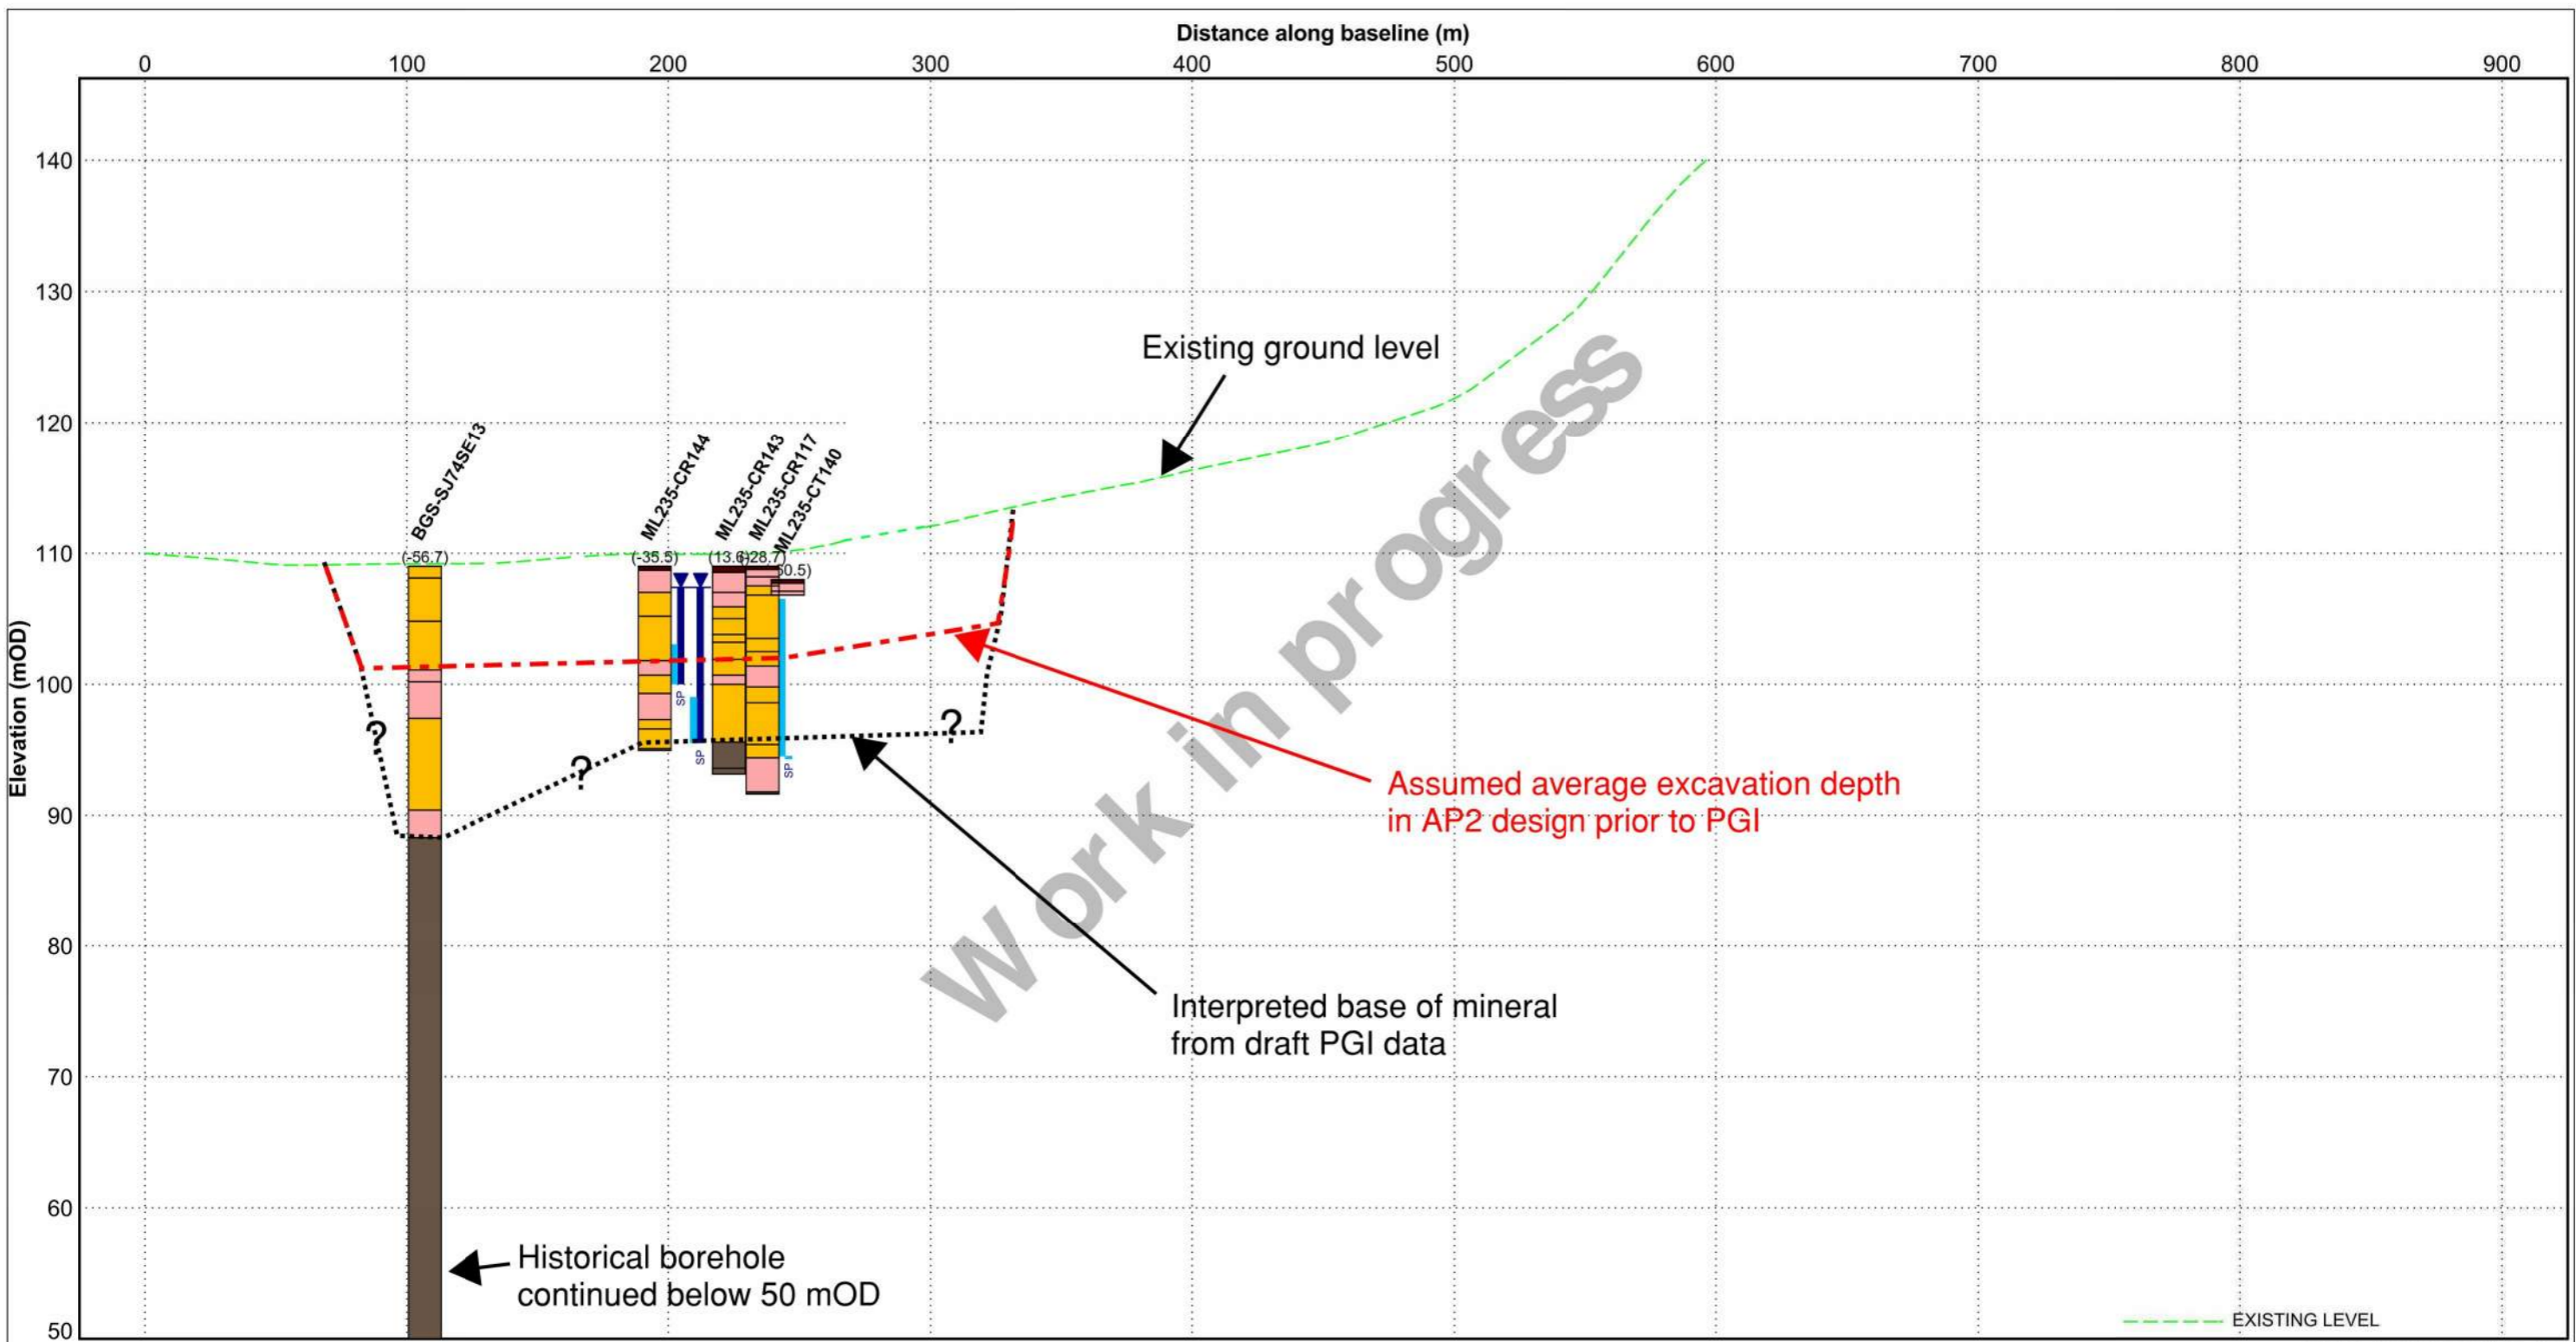 Distance along baseline (m)
0 100 200 300 400 500 600 700 800 900
Elevation (mOD)
140
130
120
110
100
90
80
70
60
50
Existing ground level
BGS-SJ74SE13
ML235-CR144
ML235-CR143
ML235-CR117
ML235-CT140
(-56.7)
(-35.5)
(13.6)
(-28.7)
50.5)
SP
SP
SP
?
?
?
Work in progress
Assumed average excavation depth
in AP2 design prior to PGI
Interpreted base of mineral
from draft PGI data
Historical borehole
continued below 50 mOD
EXISTING LEVEL